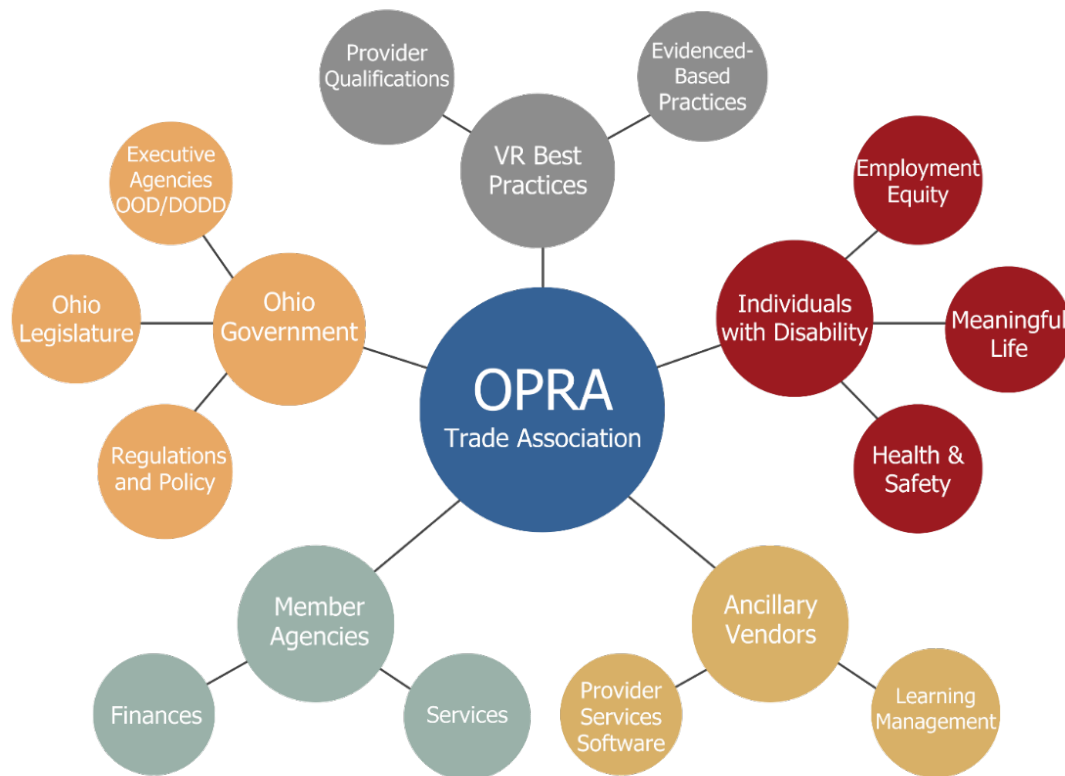 Provider
Qualifications
Evidenced-
Based
Practices
VR Best
Practices
Executive
Agencies
OOD/DODD
Ohio
Legislature
Ohio
Government
Regulations
and Policy
Employment
Equity
Individuals
with Disability
Meaningful
Life
Health &
Safety
OPRA
Trade Association
Member
Agencies
Finances
Services
Ancillary
Vendors
Provider
Services
Software
Learning
Management